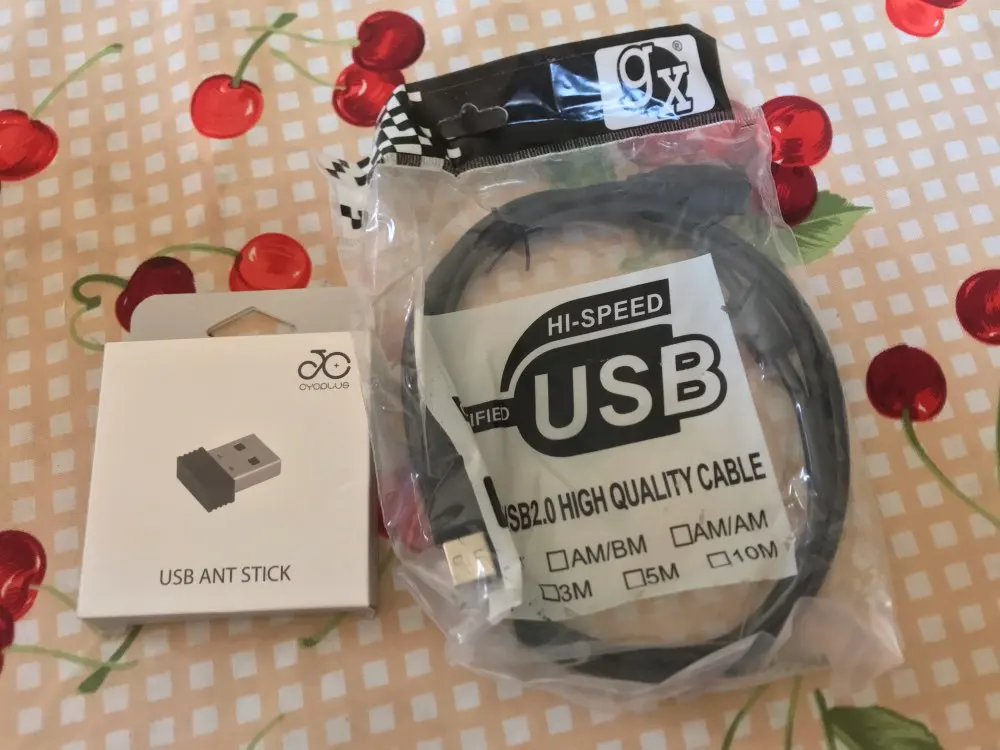 CYCPLUS
USB ANT STICK
gx®
HI-SPEED
USB
USB2.0 HIGH QUALITY CABLE
AM/BM AM/AM
3M 5M 10M